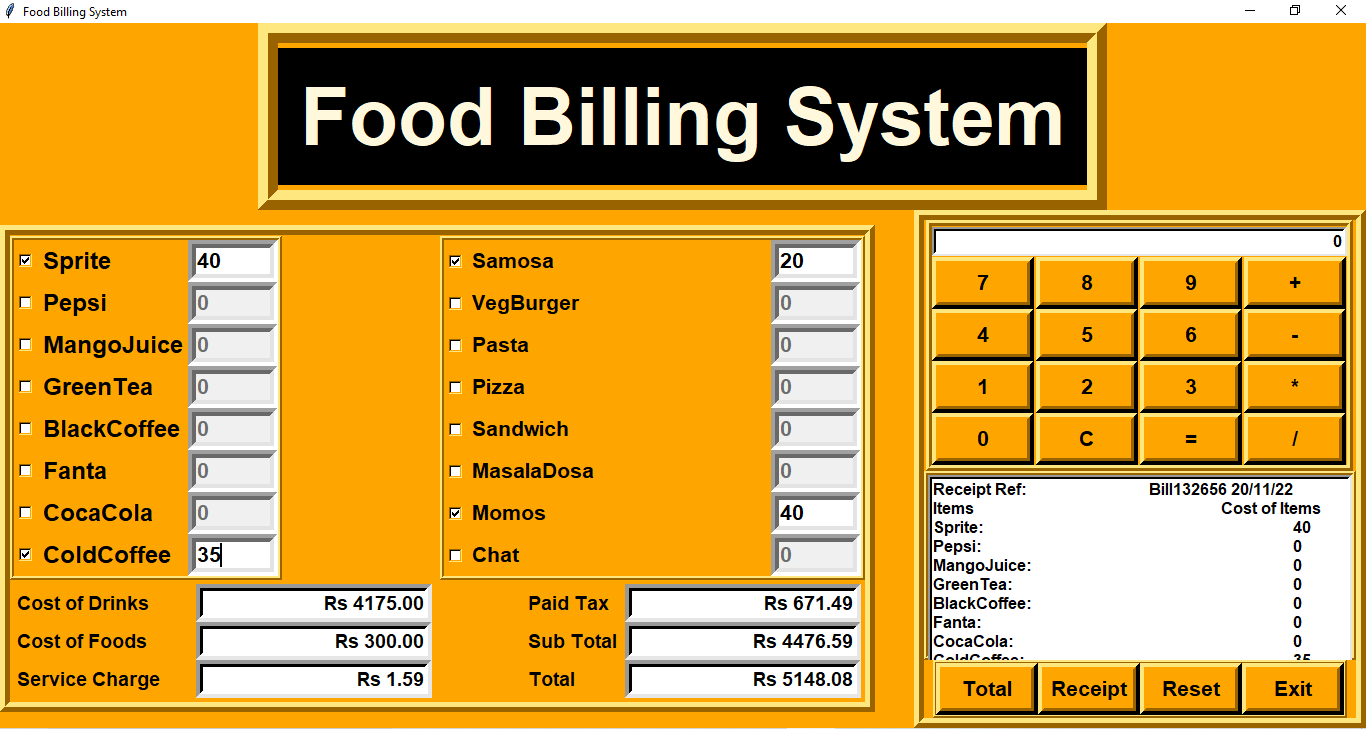 Food Billing System
Food Billing System
Sprite 40
Pepsi 0
MangoJuice 0
GreenTea 0
BlackCoffee 0
Fanta 0
CocaCola 0
ColdCoffee 35
Samosa 20
VegBurger 0
Pasta 0
Pizza 0
Sandwich 0
MasalaDosa 0
Momos 40
Chat 0
Cost of Drinks Rs 4175.00
Cost of Foods Rs 300.00
Service Charge Rs 1.59
Paid Tax Rs 671.49
Sub Total Rs 4476.59
Total Rs 5148.08
0
7 8 9 +
4 5 6 -
1 2 3 *
0 C = /
Receipt Ref: Bill132656 20/11/22
Items Cost of Items
Sprite: 40
Pepsi: 0
MangoJuice: 0
GreenTea: 0
BlackCoffee: 0
Fanta: 0
CocaCola: 0
ColdCoffee: 35
Total Receipt Reset Exit